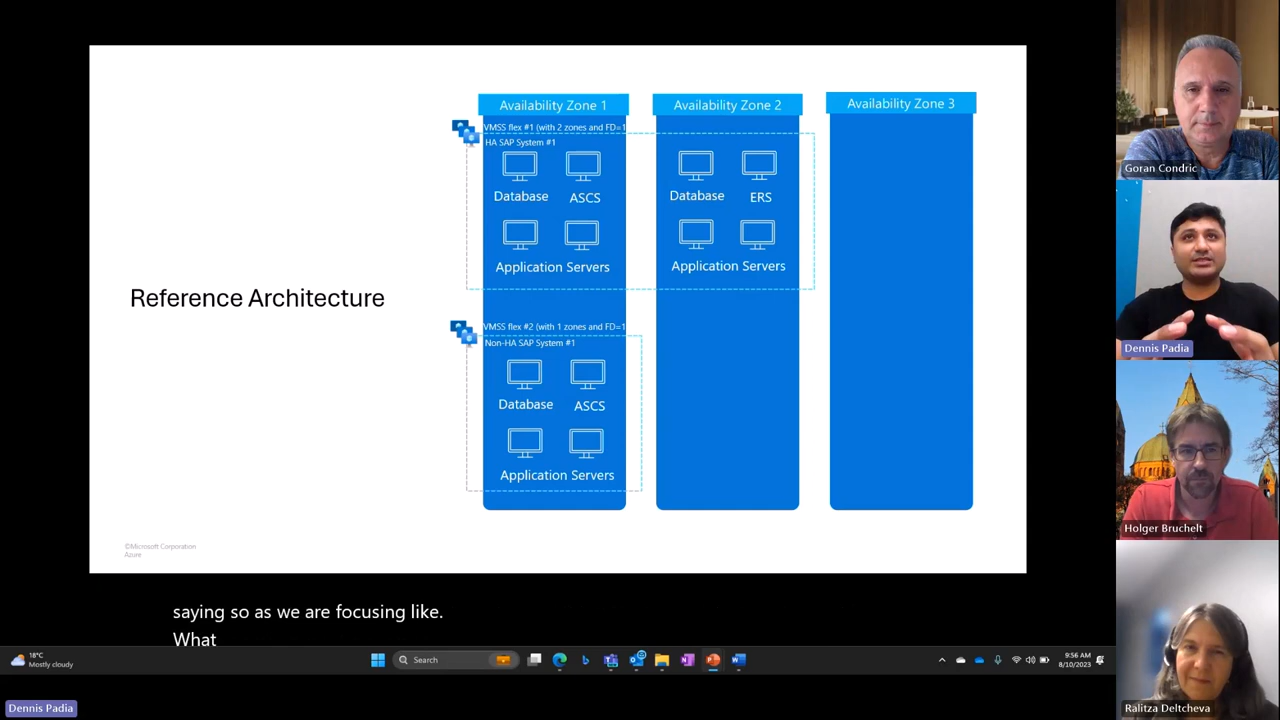 Availability Zone 1
Availability Zone 2
Availability Zone 3
VMSS flex #1 (with 2 zones and FD=1
HA SAP System #1
Database
ASCS
Database
ERS
Application Servers
Application Servers
Reference Architecture
VMSS flex #2 (with 1 zones and FD=1
Non-HA SAP System #1
Database
ASCS
Application Servers
©Microsoft Corporation
Azure
saying so as we are focusing like.
What
18°C
Mostly cloudy
Search
9:56 AM
8/10/2023
Dennis Padia
Goran Condric
Dennis Padia
Holger Bruchelt
Ralitza Deltcheva